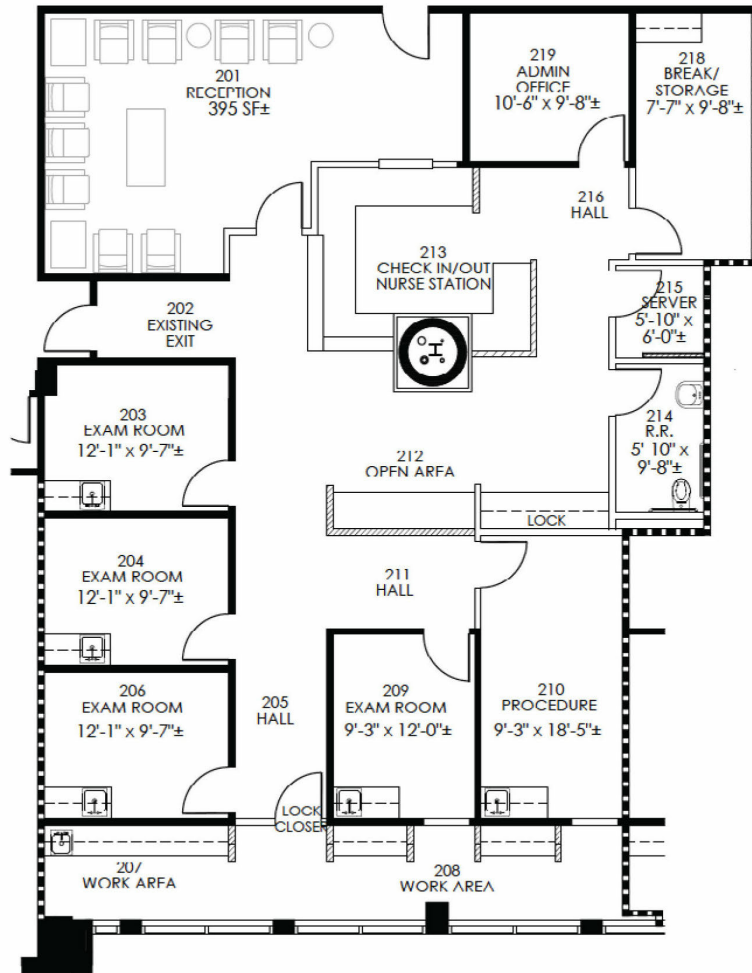 201
RECEPTION
395 SF±
219
ADMIN
OFFICE
10'-6" x 9'-8"±
218
BREAK/
STORAGE
7'-7" x 9'-8"±
216
HALL
213
CHECK IN/OUT
NURSE STATION
215
SERVER
5'-10" x
6'-0"±
202
EXISTING
EXIT
203
EXAM ROOM
12'-1" x 9'-7"±
214
R.R.
5' 10" x
9'-8"±
212
OPEN AREA
LOCK
204
EXAM ROOM
12'-1" x 9'-7"±
211
HALL
206
EXAM ROOM
12'-1" x 9'-7"±
205
HALL
209
EXAM ROOM
9'-3" x 12'-0"±
210
PROCEDURE
9'-3" x 18'-5"±
LOCK
CLOSER
207
WORK AREA
208
WORK AREA